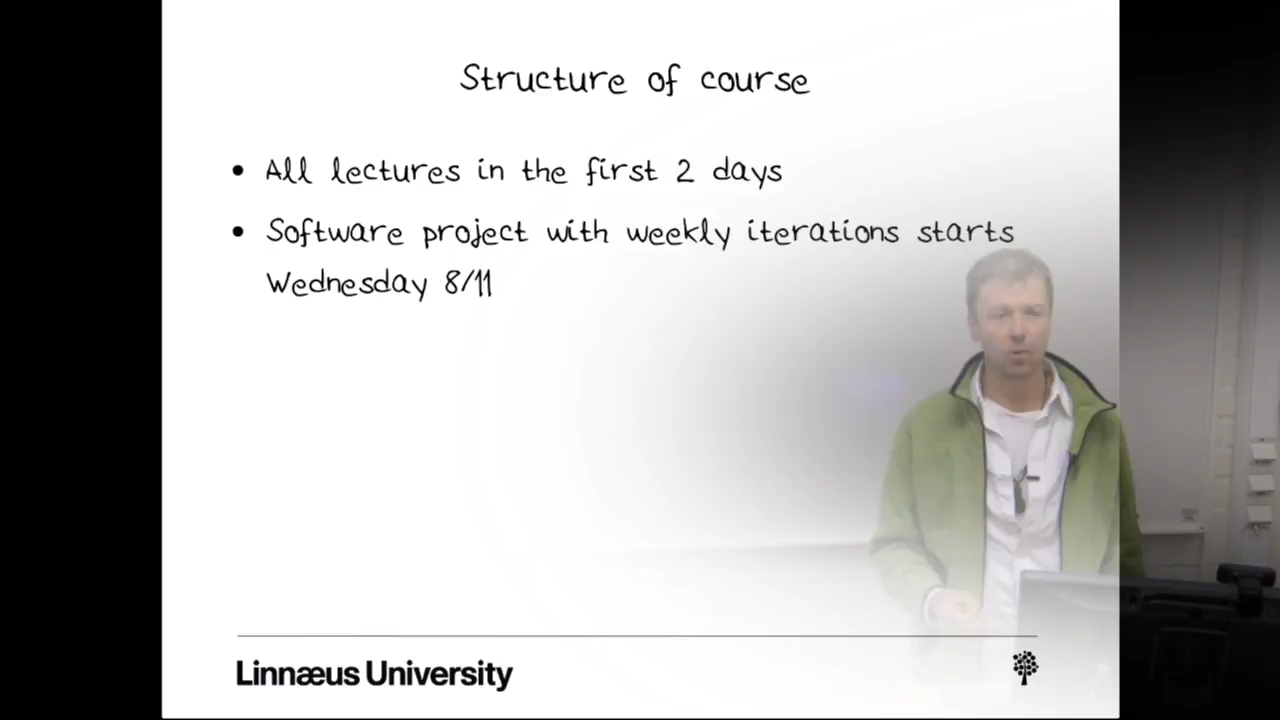 Structure of course
• All lectures in the first 2 days
• Software project with weekly iterations starts
Wednesday 8/11
Linnæus University